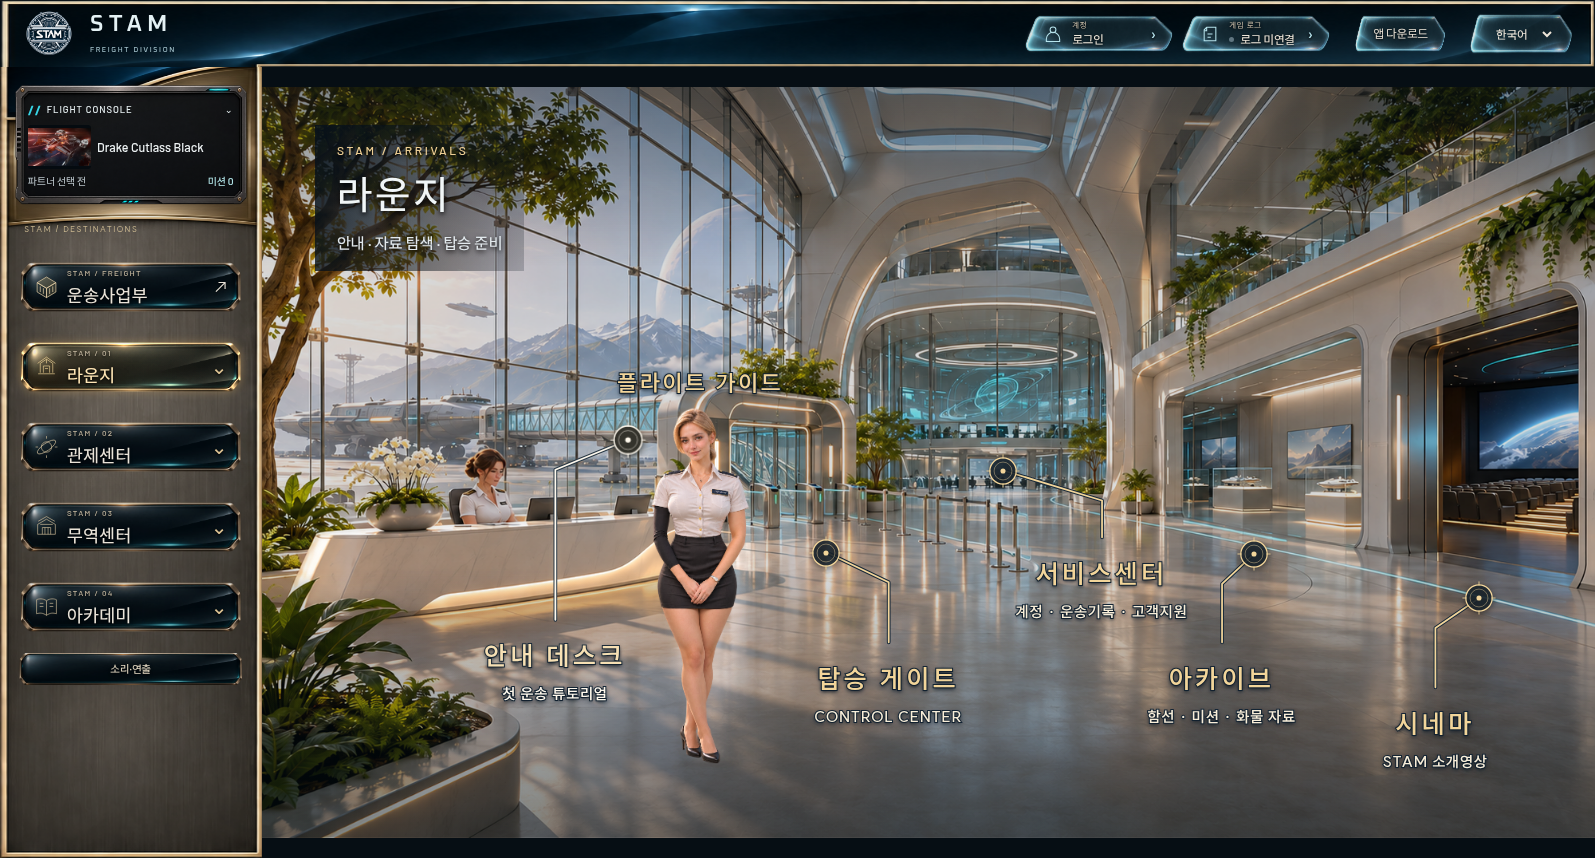 STAM
STAM
FREIGHT DIVISION
계정
로그인
게임 로그
로그 미연결
앱 다운로드
한국어
// FLIGHT CONSOLE
Drake Cutlass Black
파트너 선택 전
미션 0
STAM / DESTINATIONS
STAM / FREIGHT
운송사업부
STAM / 01
라운지
STAM / 02
관제센터
STAM / 03
무역센터
STAM / 04
아카데미
소리·연출
STAM / ARRIVALS
라운지
안내 · 자료 탐색 · 탑승 준비
플라이트 가이드
안내 데스크
첫 운송 튜토리얼
탑승 게이트
CONTROL CENTER
서비스센터
계정 · 운송기록 · 고객지원
아카이브
함선 · 미션 · 화물 자료
시네마
STAM 소개영상